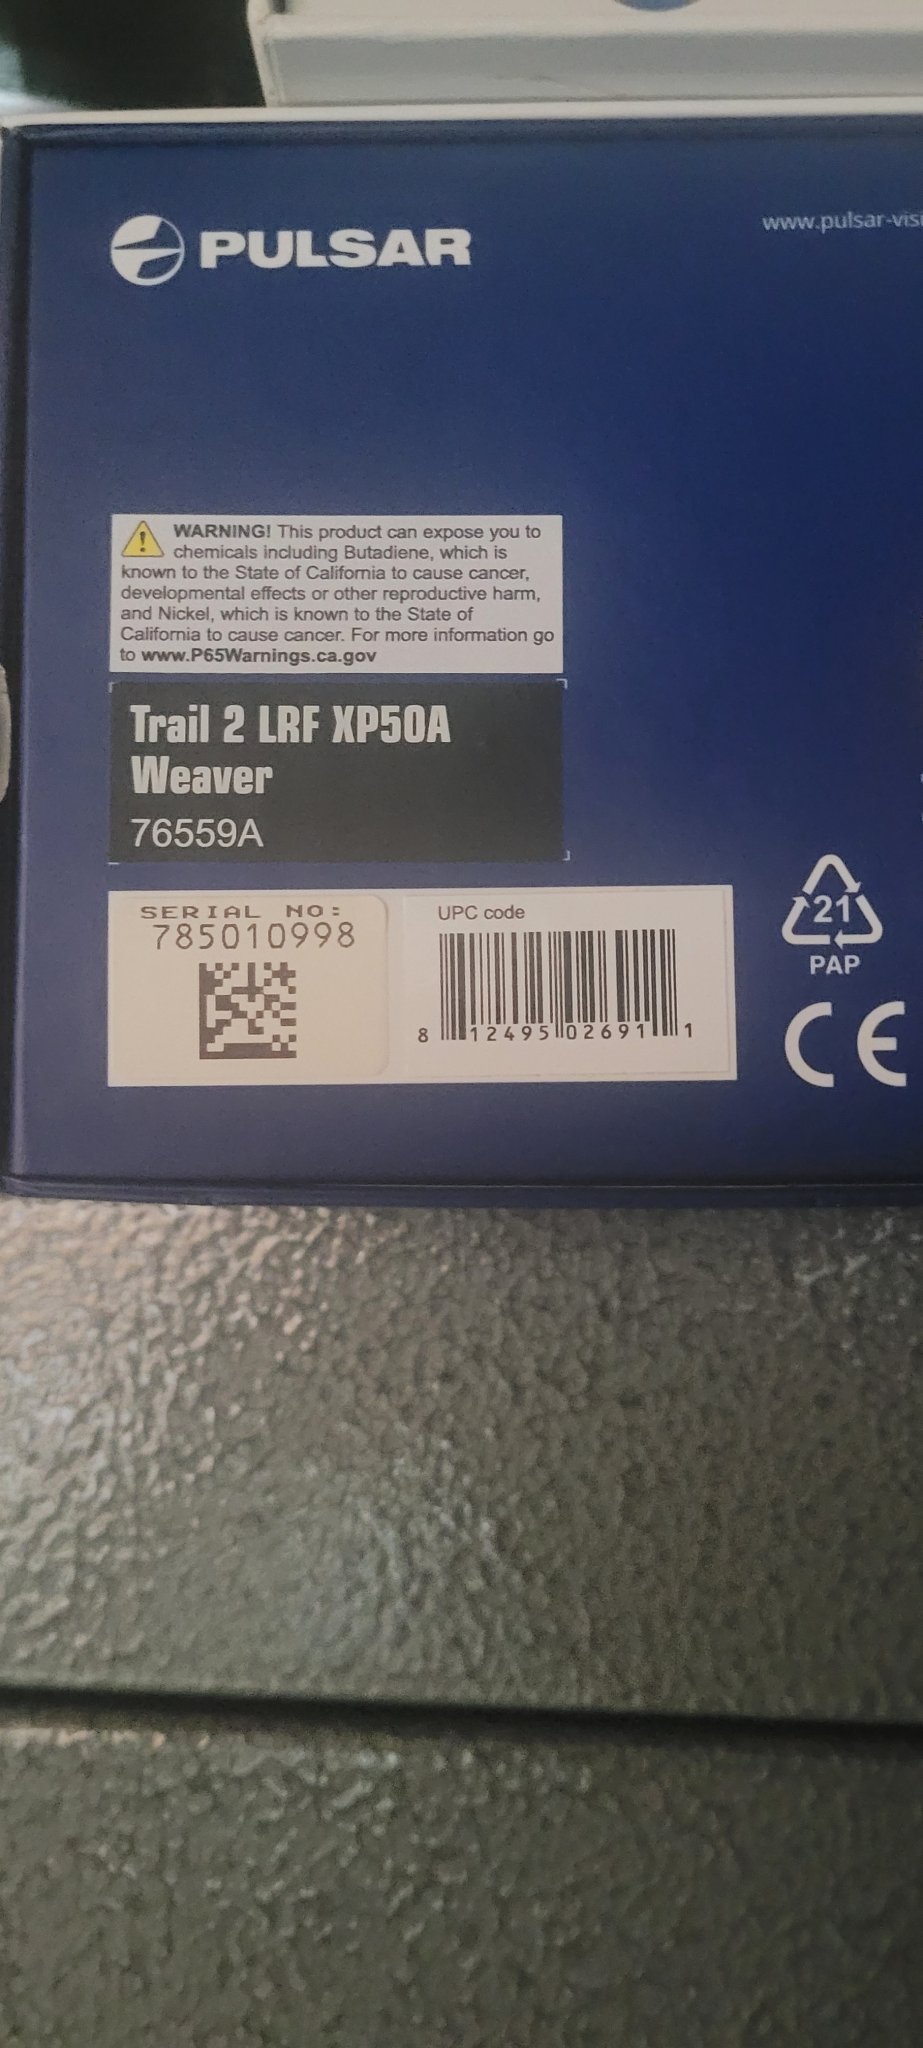 PULSAR
www.pulsar-visi
WARNING! This product can expose you to
chemicals including Butadiene, which is
known to the State of California to cause cancer,
developmental effects or other reproductive harm,
and Nickel, which is known to the State of
California to cause cancer. For more information go
to www.P65Warnings.ca.gov
Trail 2 LRF XP50A
Weaver
76559A
SERIAL NO:
785010998
UPC code
8 12495 02691 1
21
PAP
CE